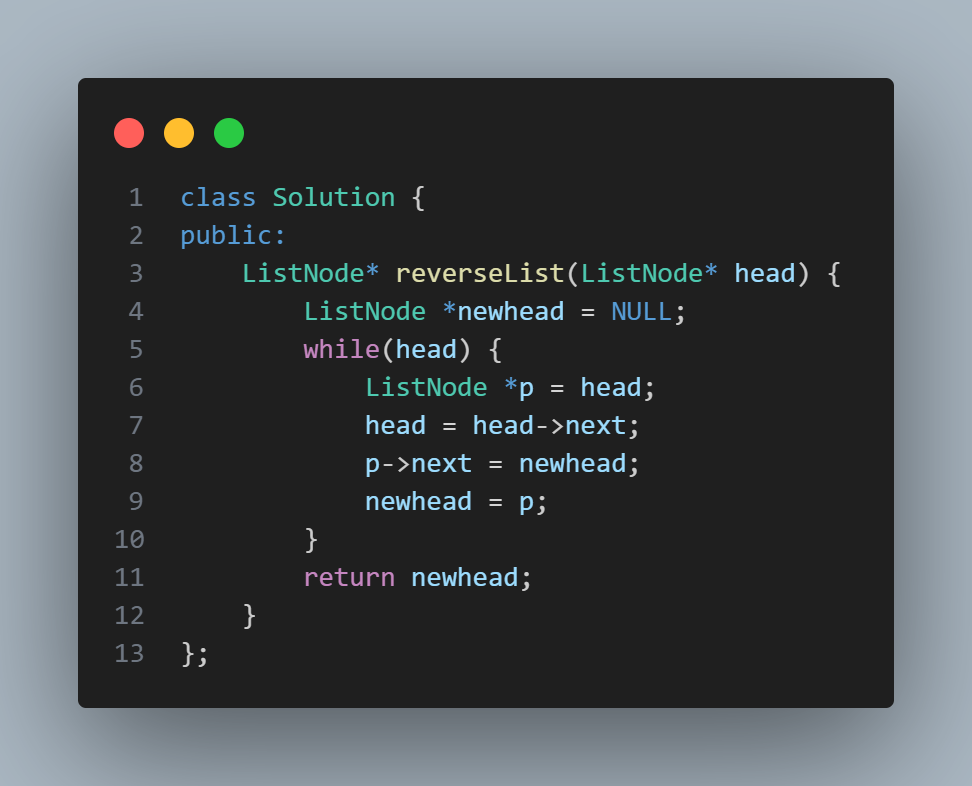 1 class Solution {
2 public:
3     ListNode* reverseList(ListNode* head) {
4         ListNode *newhead = NULL;
5         while(head) {
6             ListNode *p = head;
7             head = head->next;
8             p->next = newhead;
9             newhead = p;
10         }
11         return newhead;
12     }
13 };